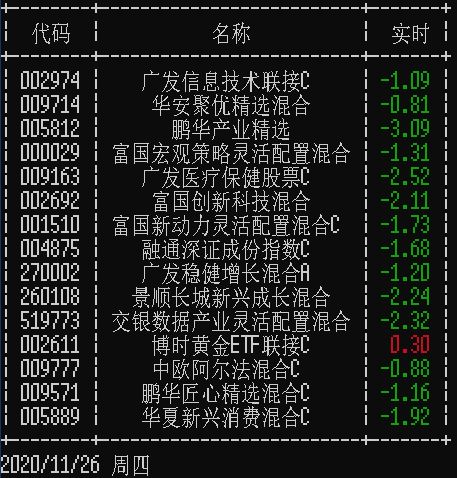 代码 名称 实时
002974 广发信息技术联接C -1.09
009714 华安聚优精选混合 -0.81
005812 鹏华产业精选 -3.09
000029 富国宏观策略灵活配置混合 -1.31
009163 广发医疗保健股票C -2.52
002692 富国创新科技混合 -2.11
001510 富国新动力灵活配置混合C -1.73
004875 融通深证成份指数C -1.68
270002 广发稳健增长混合A -1.20
260108 景顺长城新兴成长混合 -2.24
519773 交银数据产业灵活配置混合 -2.32
002611 博时黄金ETF联接C 0.30
009777 中欧阿尔法混合C -0.88
009571 鹏华匠心精选混合C -1.16
005889 华夏新兴消费混合C -1.92
2020/11/26 周四